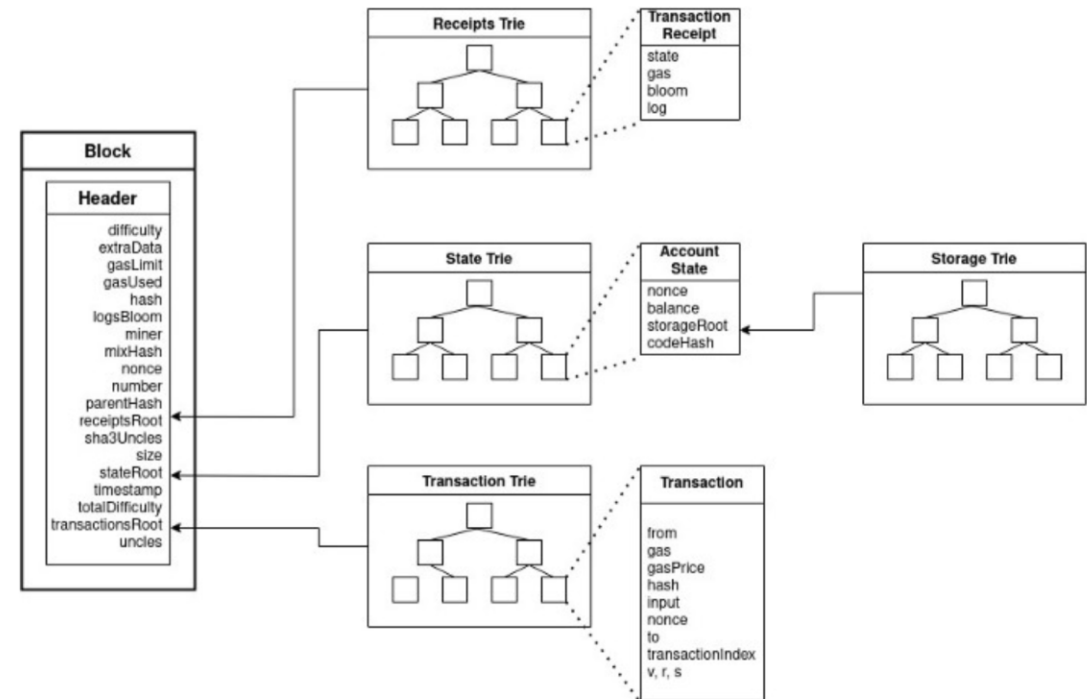 Receipts Trie
Transaction
Receipt
state
gas
bloom
log
Block
Header
difficulty
extraData
gasLimit
gasUsed
hash
logsBloom
miner
mixHash
nonce
number
parentHash
receiptsRoot
sha3Uncles
size
stateRoot
timestamp
totalDifficulty
transactionsRoot
uncles
State Trie
Account
State
nonce
balance
storageRoot
codeHash
Storage Trie
Transaction Trie
Transaction
from
gas
gasPrice
hash
input
nonce
to
transactionIndex
v, r, s